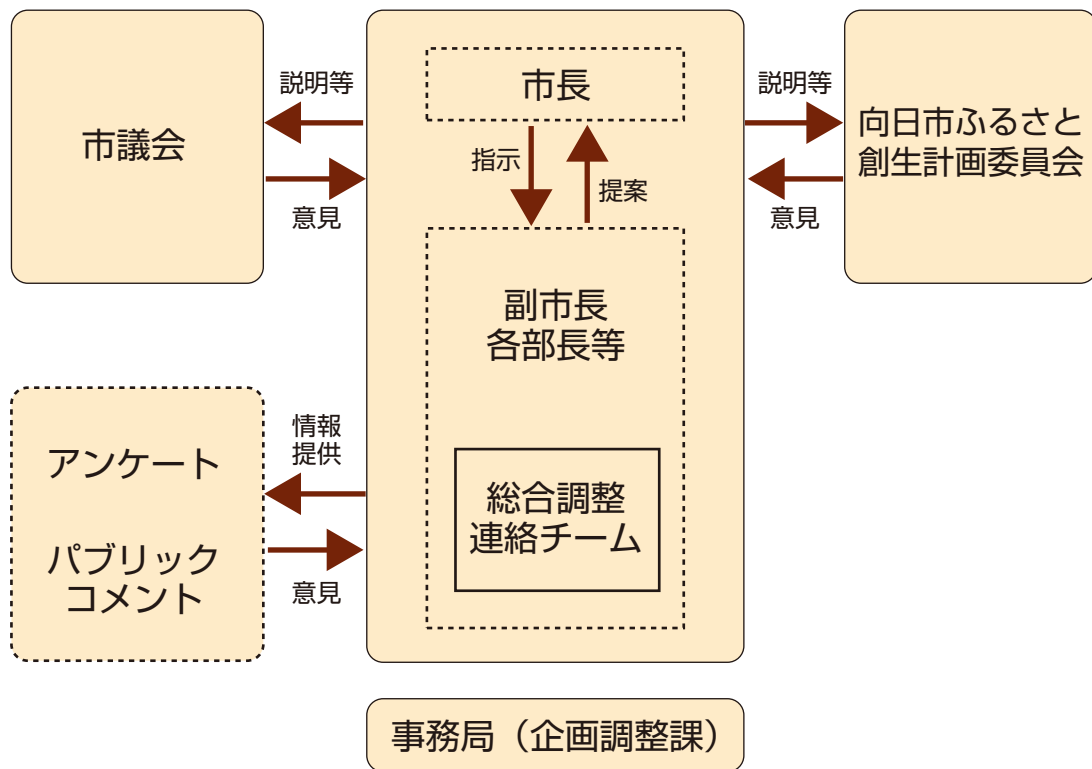 市議会
説明等
意見
市長
指示
提案
副市長
各部長等
総合調整
連絡チーム
説明等
意見
向日市ふるさと
創生計画委員会
アンケート
パブリック
コメント
情報
提供
意見
事務局（企画調整課）